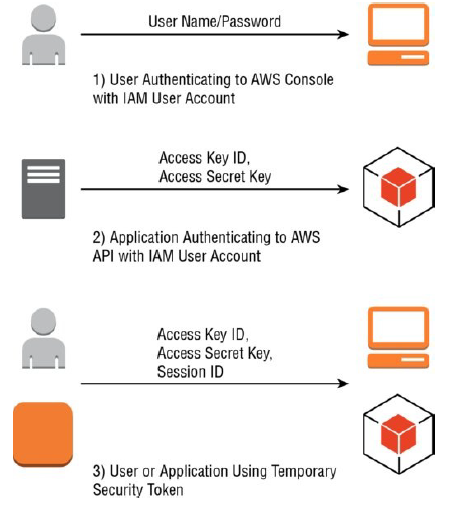 User Name/Password
1) User Authenticating to AWS Console
with IAM User Account
Access Key ID,
Access Secret Key
2) Application Authenticating to AWS
API with IAM User Account
Access Key ID,
Access Secret Key,
Session ID
3) User or Application Using Temporary
Security Token